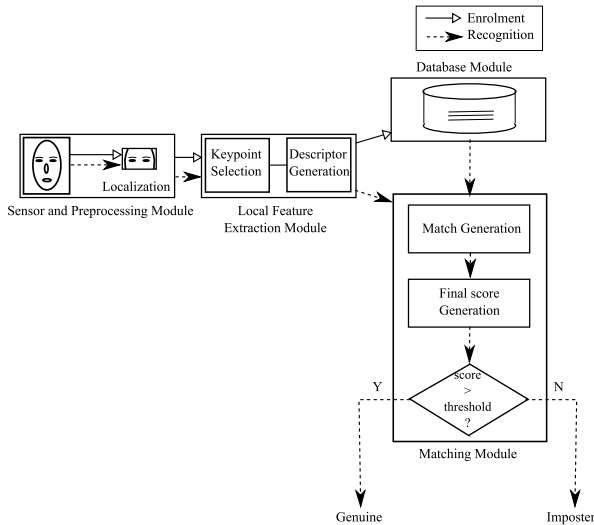 Enrolment
Recognition
Database Module
Keypoint
Selection
Descriptor
Generation
Localization
Sensor and Preprocessing Module
Local Feature
Extraction Module
Match Generation
Final score
Generation
score
>
threshold
?
Y
N
Matching Module
Genuine
Imposter